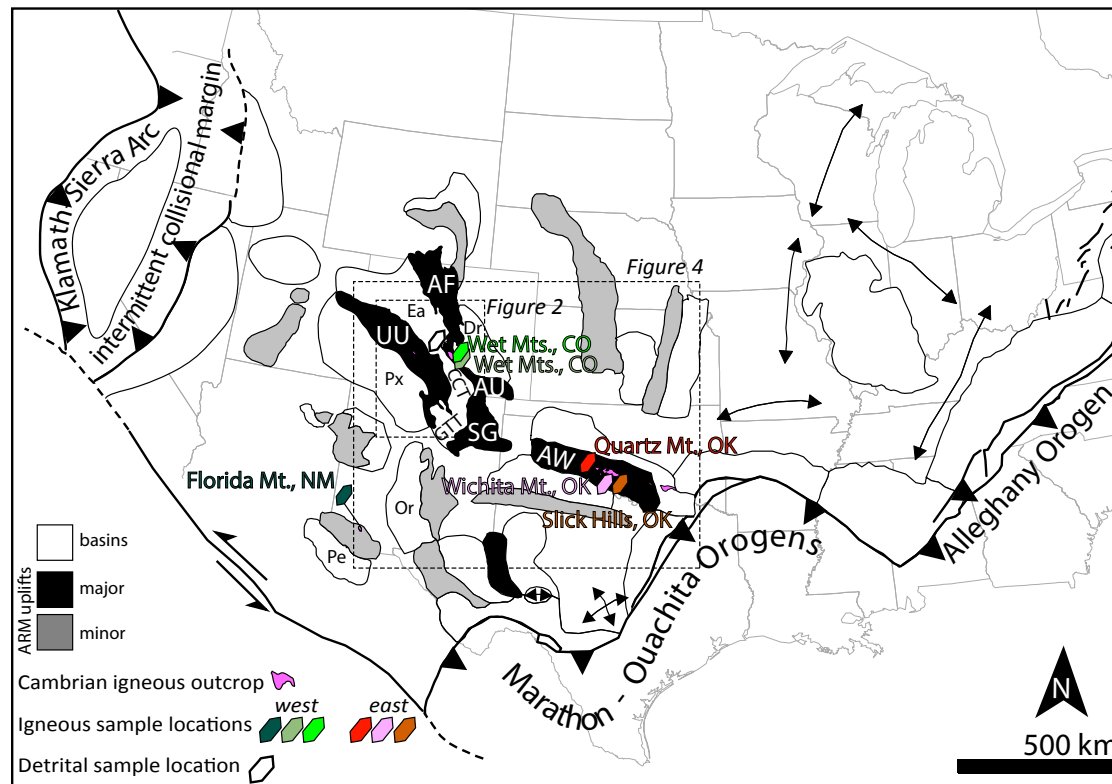 Klamath Sierra Arc
intermittent collisional margin
Figure 4
Figure 2
AF
Ea
Dr
UU
Wet Mts., CO
Wet Mts., CO
Px
CCT
AU
GTT
SG
AW
Quartz Mt., OK
Florida Mt., NM
Wichita Mt., OK
Or
Slick Hills, OK
Pe
Marathon - Ouachita Orogens
Alleghany Orogen
ARM uplifts
basins
major
minor
Cambrian igneous outcrop
west east
Igneous sample locations
Detrital sample location
N
500 km